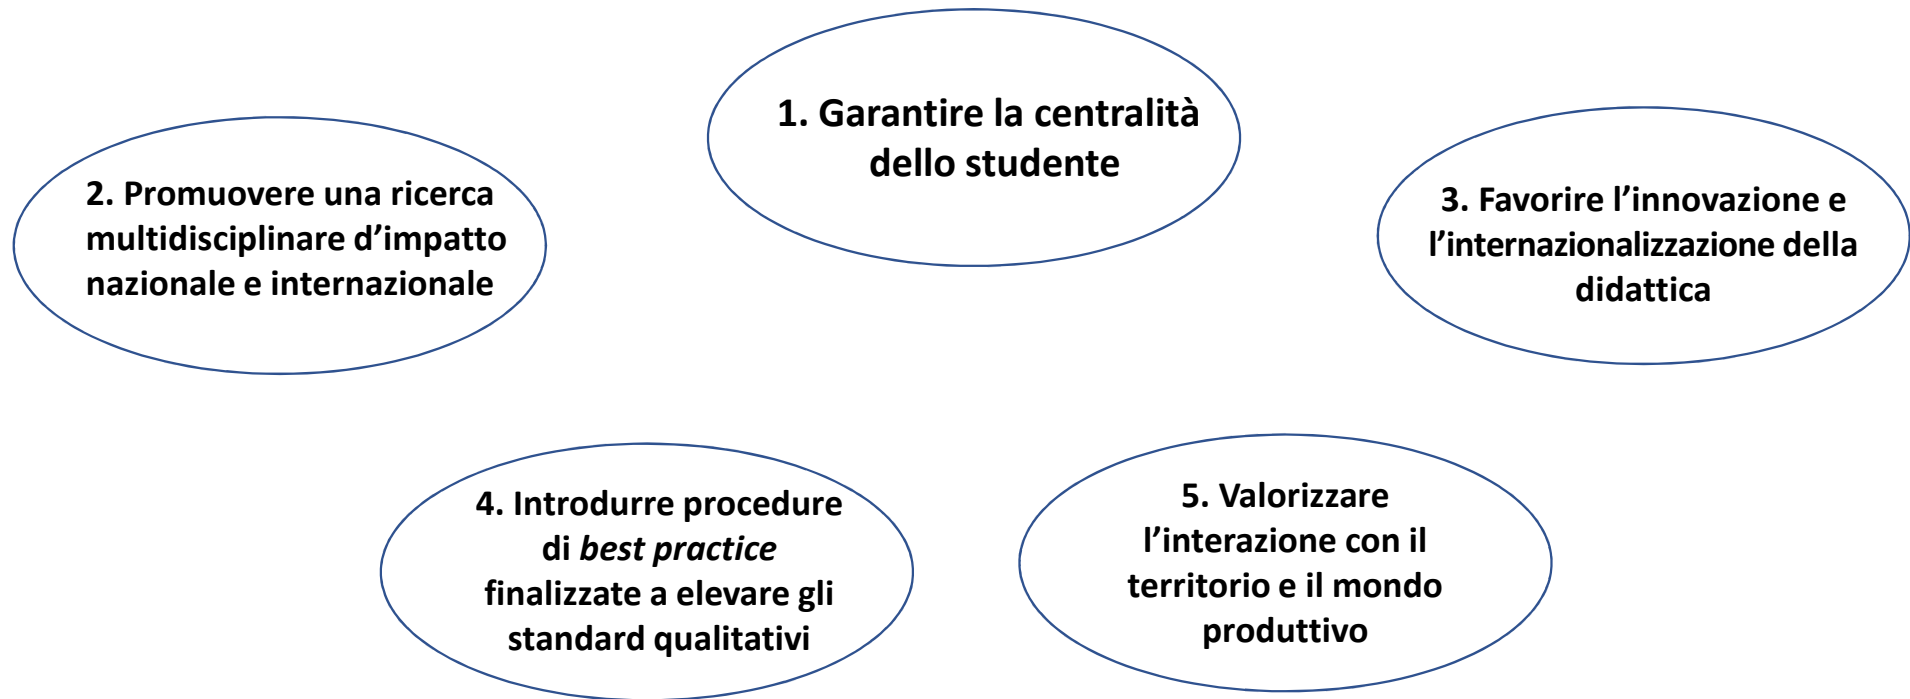 1. Garantire la centralità
dello studente
2. Promuovere una ricerca
multidisciplinare d’impatto
nazionale e internazionale
3. Favorire l’innovazione e
l’internazionalizzazione della
didattica
4. Introdurre procedure
di best practice
finalizzate a elevare gli
standard qualitativi
5. Valorizzare
l’interazione con il
territorio e il mondo
produttivo